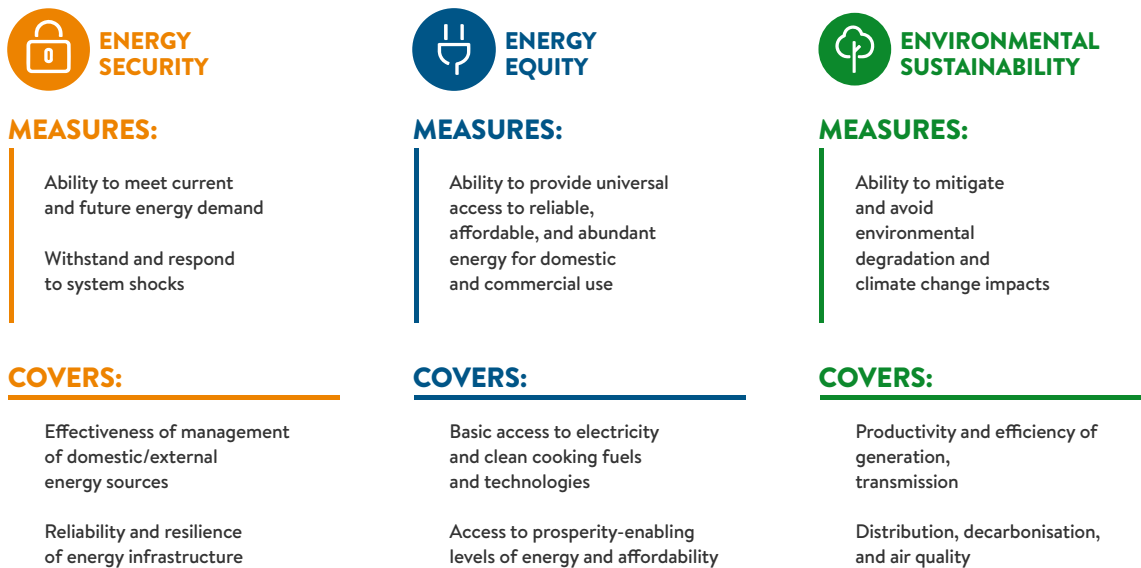 ENERGY
SECURITY
MEASURES:
Ability to meet current
and future energy demand
Withstand and respond
to system shocks
COVERS:
Effectiveness of management
of domestic/external
energy sources
Reliability and resilience
of energy infrastructure
ENERGY
EQUITY
MEASURES:
Ability to provide universal
access to reliable,
affordable, and abundant
energy for domestic
and commercial use
COVERS:
Basic access to electricity
and clean cooking fuels
and technologies
Access to prosperity-enabling
levels of energy and affordability
ENVIRONMENTAL
SUSTAINABILITY
MEASURES:
Ability to mitigate
and avoid
environmental
degradation and
climate change impacts
COVERS:
Productivity and efficiency of
generation,
transmission
Distribution, decarbonisation,
and air quality